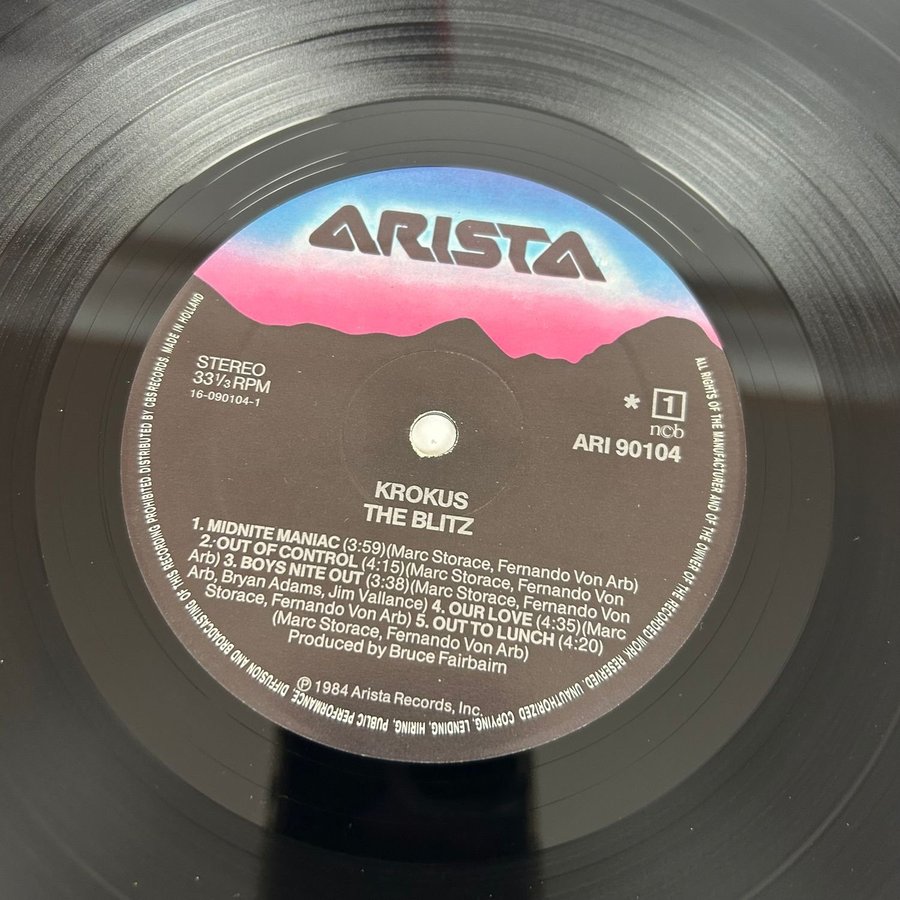 ARISTA
STEREO
33⅓ RPM
16-090104-1
* 1
ncb
ARI 90104
KROKUS
THE BLITZ
1. MIDNITE MANIAC (3:59)(Marc Storace, Fernando Von Arb)
2. OUT OF CONTROL (4:15)(Marc Storace, Fernando Von
Arb) 3. BOYS NITE OUT (3:38)(Marc Storace, Fernando Von
Arb, Bryan Adams, Jim Vallance) 4. OUR LOVE (4:35)(Marc
Storace, Fernando Von Arb) 5. OUT TO LUNCH (4:20)
(Marc Storace, Fernando Von Arb)
Produced by Bruce Fairbairn
℗ 1984 Arista Records, Inc.
ALL RIGHTS OF THE MANUFACTURER AND OF THE OWNER OF THE RECORDED WORK RESERVED. UNAUTHORIZED COPYING, LENDING, HIRING, PUBLIC PERFORMANCE, DIFFUSION AND BROADCASTING OF THIS RECORDING PROHIBITED. DISTRIBUTED BY CBS RECORDS. MADE IN HOLLAND